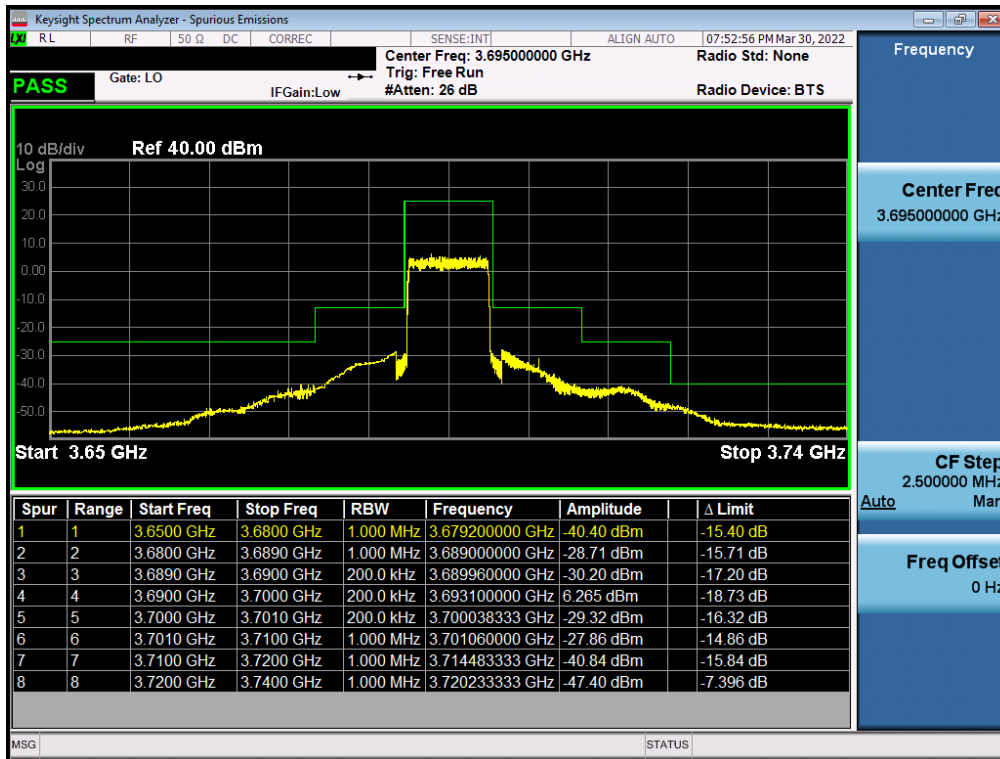 Keysight Spectrum Analyzer - Spurious Emissions
LXI RL RF 50 Ω DC CORREC SENSE:INT ALIGN AUTO 07:52:56 PM Mar 30, 2022
Center Freq: 3.695000000 GHz Radio Std: None
Gate: LO Trig: Free Run
PASS IFGain:Low #Atten: 26 dB Radio Device: BTS
10 dB/div Ref 40.00 dBm
Log
30.0
20.0
10.0
0.00
-10.0
-20.0
-30.0
-40.0
-50.0
Start 3.65 GHz Stop 3.74 GHz
Spur Range Start Freq Stop Freq RBW Frequency Amplitude Δ Limit
1 1 3.6500 GHz 3.6800 GHz 1.000 MHz 3.679200000 GHz -40.40 dBm -15.40 dB
2 2 3.6800 GHz 3.6890 GHz 1.000 MHz 3.689000000 GHz -28.71 dBm -15.71 dB
3 3 3.6890 GHz 3.6900 GHz 200.0 kHz 3.689960000 GHz -30.20 dBm -17.20 dB
4 4 3.6900 GHz 3.7000 GHz 200.0 kHz 3.693100000 GHz 6.265 dBm -18.73 dB
5 5 3.7000 GHz 3.7010 GHz 200.0 kHz 3.700038333 GHz -29.32 dBm -16.32 dB
6 6 3.7010 GHz 3.7100 GHz 1.000 MHz 3.701060000 GHz -27.86 dBm -14.86 dB
7 7 3.7100 GHz 3.7200 GHz 1.000 MHz 3.714483333 GHz -40.84 dBm -15.84 dB
8 8 3.7200 GHz 3.7400 GHz 1.000 MHz 3.720233333 GHz -47.40 dBm -7.396 dB
MSG STATUS
Frequency
Center Freq
3.695000000 GHz
CF Step
2.500000 MHz
Auto Man
Freq Offset
0 Hz